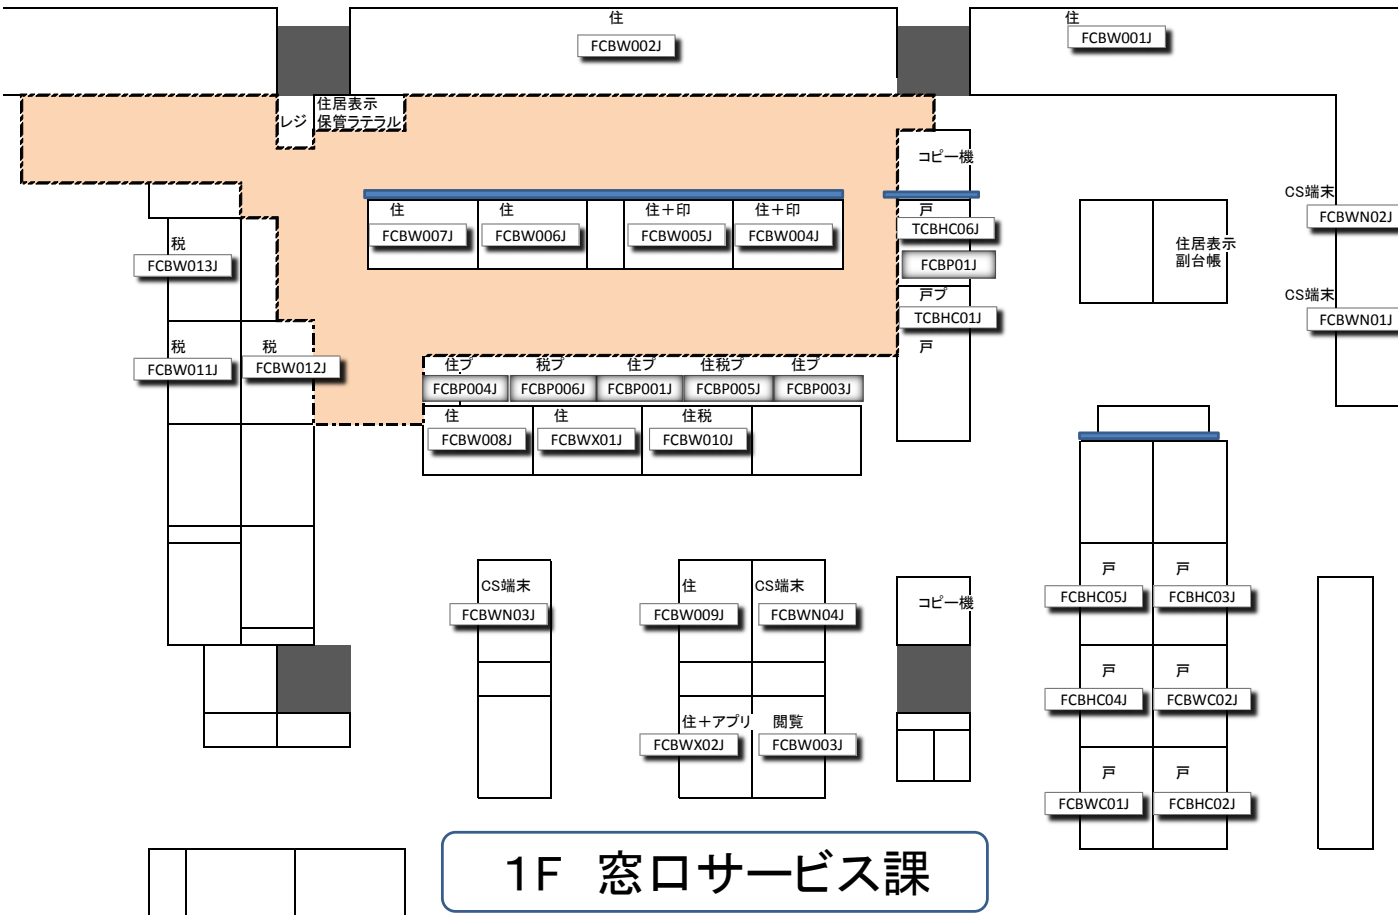 住
FCBW002J
住
FCBW001J
レジ
住居表示
保管ラテラル
コピー機
CS端末
FCBWN02J
住
FCBW007J
住
FCBW006J
住＋印
FCBW005J
住＋印
FCBW004J
戸
TCBHC06J
FCBP01J
戸プ
TCBHC01J
戸
住居表示
副台帳
CS端末
FCBWN01J
税
FCBW013J
税
FCBW011J
税
FCBW012J
住プ
FCBP004J
税プ
FCBP006J
住プ
FCBP001J
住税プ
FCBP005J
住プ
FCBP003J
住
FCBW008J
住
FCBWX01J
住税
FCBW010J
CS端末
FCBWN03J
住
FCBW009J
CS端末
FCBWN04J
コピー機
戸
FCBHC05J
戸
FCBHC03J
戸
FCBHC04J
戸
FCBWC02J
住＋アプリ
FCBWX02J
閲覧
FCBW003J
戸
FCBWC01J
戸
FCBHC02J
1F 窓口サービス課